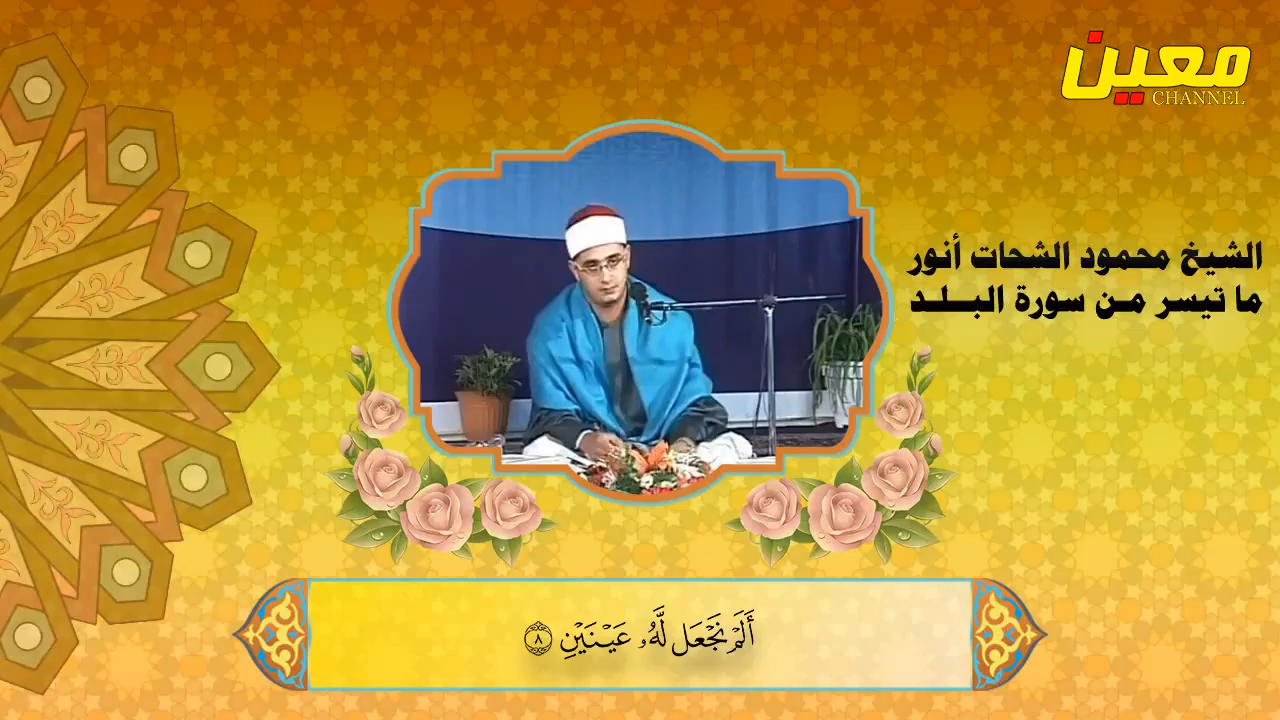 معين
CHANNEL
الشيخ محمود الشحات أنور
ما تيسر من سورة البلد
أَلَمْ نَجْعَل لَّهُۥ عَيْنَيْنِ ٨